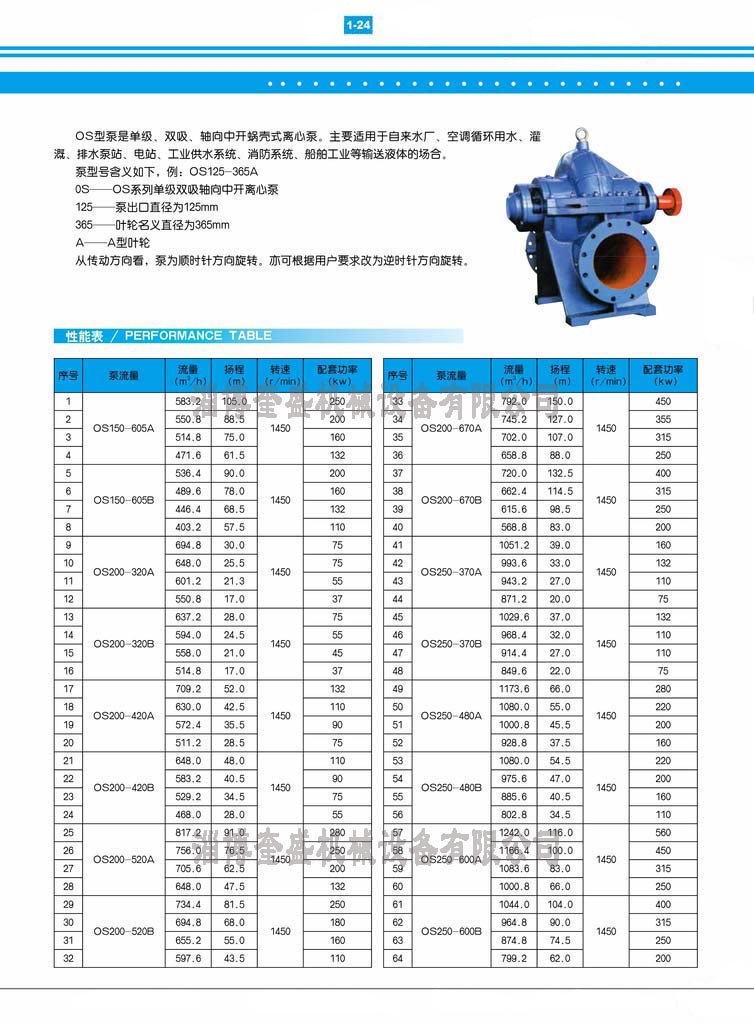 1-24
OS型泵是单级、双吸、轴向中开蜗壳式离心泵。主要适用于自来水厂、空调循环用水、灌
溉、排水泵站、电站、工业供水系统、消防系统、船舶工业等输送液体的场合。
泵型号含义如下，例：OS125-365A
OS——OS系列单级双吸轴向中开离心泵
125——泵出口直径为125mm
365——叶轮名义直径为365mm
A——A型叶轮
从传动方向看，泵为顺时针方向旋转。亦可根据用户要求改为逆时针方向旋转。
性能表 / PERFORMANCE TABLE
序号 泵流量 流量(m³/h) 扬程(m) 转速(r/min) 配套功率(kw) 序号 泵流量 流量(m³/h) 扬程(m) 转速(r/min) 配套功率(kw)
1 OS150-605A 583.2 105.0 1450 250 33 OS200-670A 792.0 150.0 1450 450
2 550.8 88.5 200 34 745.2 127.0 355
3 514.8 75.0 160 35 702.0 107.0 315
4 471.6 61.5 132 36 658.8 88.0 250
5 OS150-605B 536.4 90.0 1450 200 37 OS200-670B 720.0 132.5 1450 400
6 489.6 78.0 160 38 662.4 114.5 315
7 446.4 68.5 132 39 615.6 98.5 250
8 403.2 57.5 110 40 568.8 83.0 200
9 OS200-320A 694.8 30.0 1450 75 41 OS250-370A 1051.2 39.0 1450 160
10 648.0 25.5 75 42 993.6 33.0 132
11 601.2 21.3 55 43 943.2 27.0 110
12 550.8 17.0 37 44 871.2 20.0 75
13 OS200-320B 637.2 28.0 1450 75 45 OS250-370B 1029.6 37.0 1450 132
14 594.0 24.5 55 46 968.4 32.0 110
15 558.0 21.0 45 47 914.4 27.0 110
16 514.8 17.0 37 48 849.6 22.0 75
17 OS200-420A 709.2 52.0 1450 132 49 OS250-480A 1173.6 66.0 1450 280
18 630.0 42.5 110 50 1080.0 55.0 220
19 572.4 35.5 90 51 1000.8 45.5 200
20 511.2 28.5 75 52 928.8 37.5 160
21 OS200-420B 648.0 48.0 1450 110 53 OS250-480B 1080.0 54.5 1450 220
22 583.2 40.5 90 54 975.6 47.0 200
23 529.2 34.5 75 55 885.6 40.5 160
24 468.0 28.0 55 56 802.8 34.5 110
25 OS200-520A 817.2 91.0 1450 280 57 OS250-600A 1242.0 116.0 1450 560
26 756.0 76.5 250 58 1166.4 100.0 450
27 705.6 62.5 200 59 1083.6 83.0 315
28 648.0 47.5 132 60 1000.8 66.0 250
29 OS200-520B 734.4 81.5 1450 250 61 OS250-600B 1044.0 104.0 1450 400
30 694.8 68.0 180 62 964.8 90.0 315
31 655.2 55.0 160 63 874.8 74.5 250
32 597.6 43.5 110 64 799.2 62.0 200
淄博奎盛机械设备有限公司
淄博奎盛机械设备有限公司